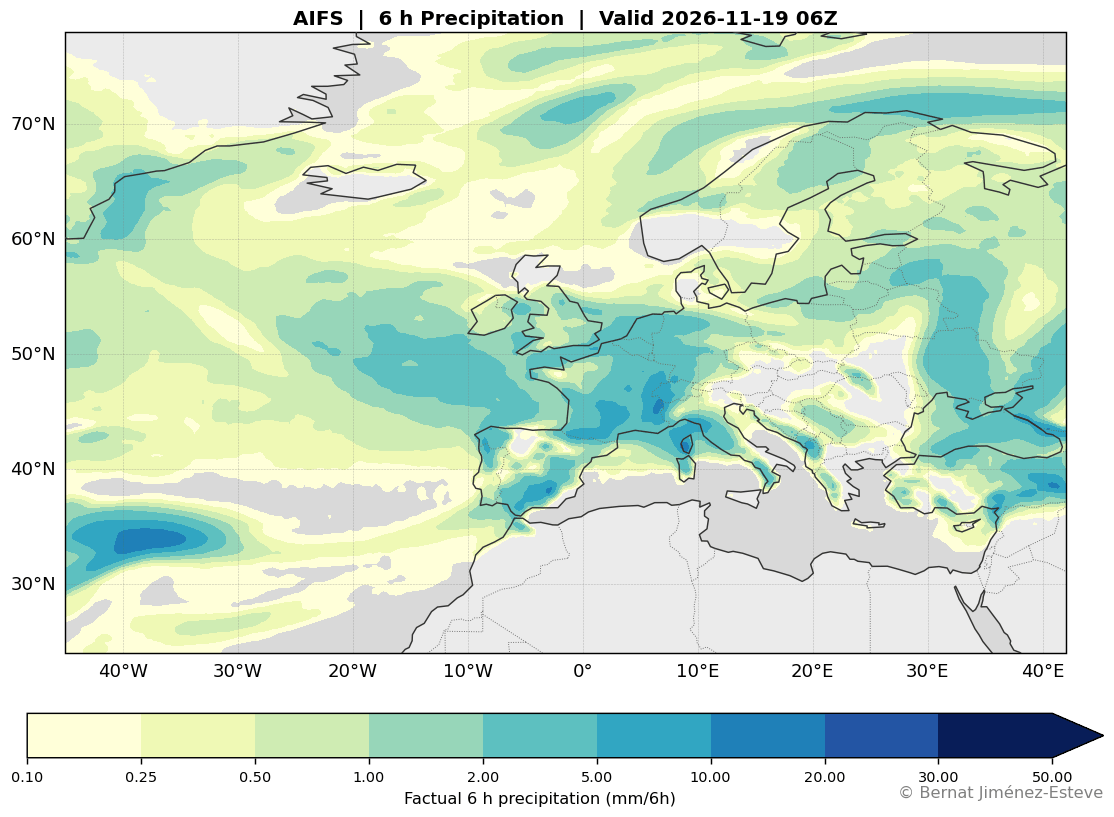 AIFS | 6 h Precipitation | Valid 2026-11-19 06Z
70°N
60°N
50°N
40°N
30°N
40°W 30°W 20°W 10°W 0° 10°E 20°E 30°E 40°E
0.10 0.25 0.50 1.00 2.00 5.00 10.00 20.00 30.00 50.00
Factual 6 h precipitation (mm/6h)
© Bernat Jiménez-Esteve